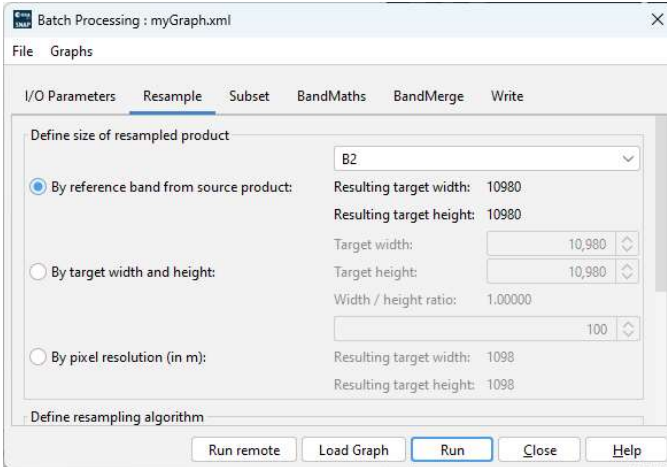 esa
SNAP
Batch Processing : myGraph.xml
File Graphs
I/O Parameters Resample Subset BandMaths BandMerge Write
Define size of resampled product
B2
By reference band from source product: Resulting target width: 10980
Resulting target height: 10980
Target width: 10,980
By target width and height: Target height: 10,980
Width / height ratio: 1.00000
100
By pixel resolution (in m): Resulting target width: 1098
Resulting target height: 1098
Define resampling algorithm
Run remote Load Graph Run Close Help